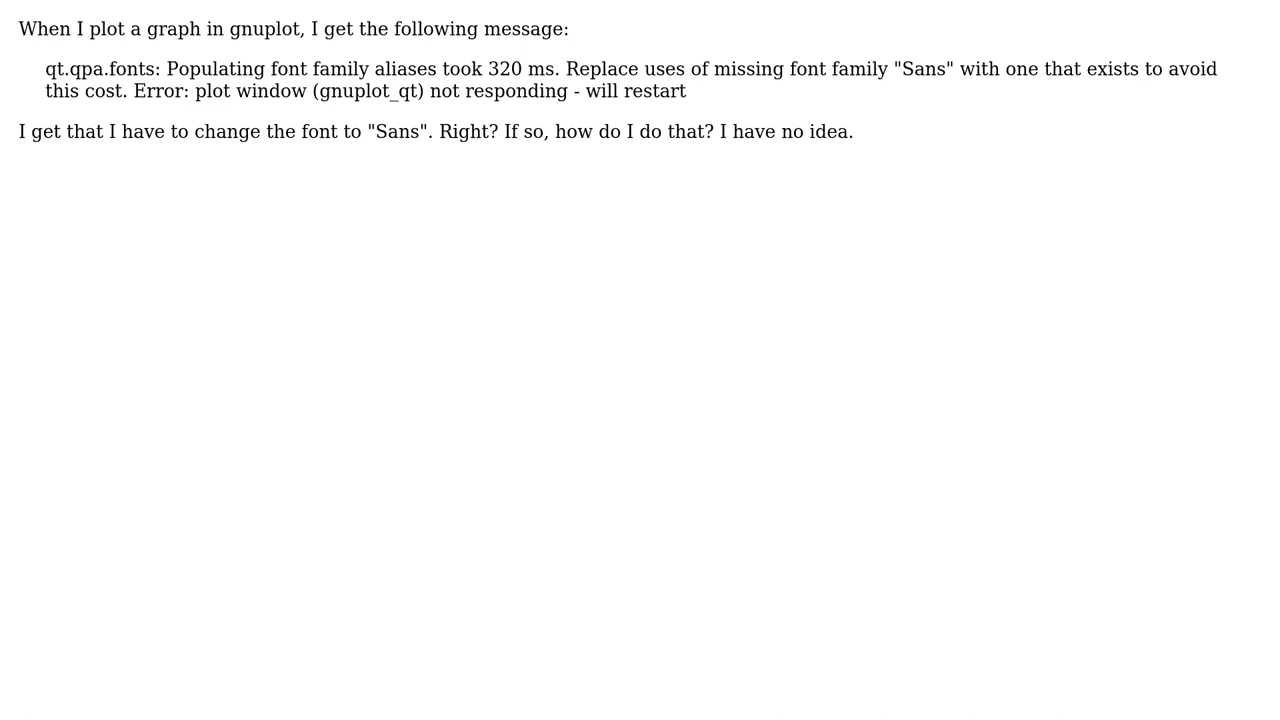 When I plot a graph in gnuplot, I get the following message:
qt.qpa.fonts: Populating font family aliases took 320 ms. Replace uses of missing font family "Sans" with one that exists to avoid
this cost. Error: plot window (gnuplot_qt) not responding - will restart
I get that I have to change the font to "Sans". Right? If so, how do I do that? I have no idea.